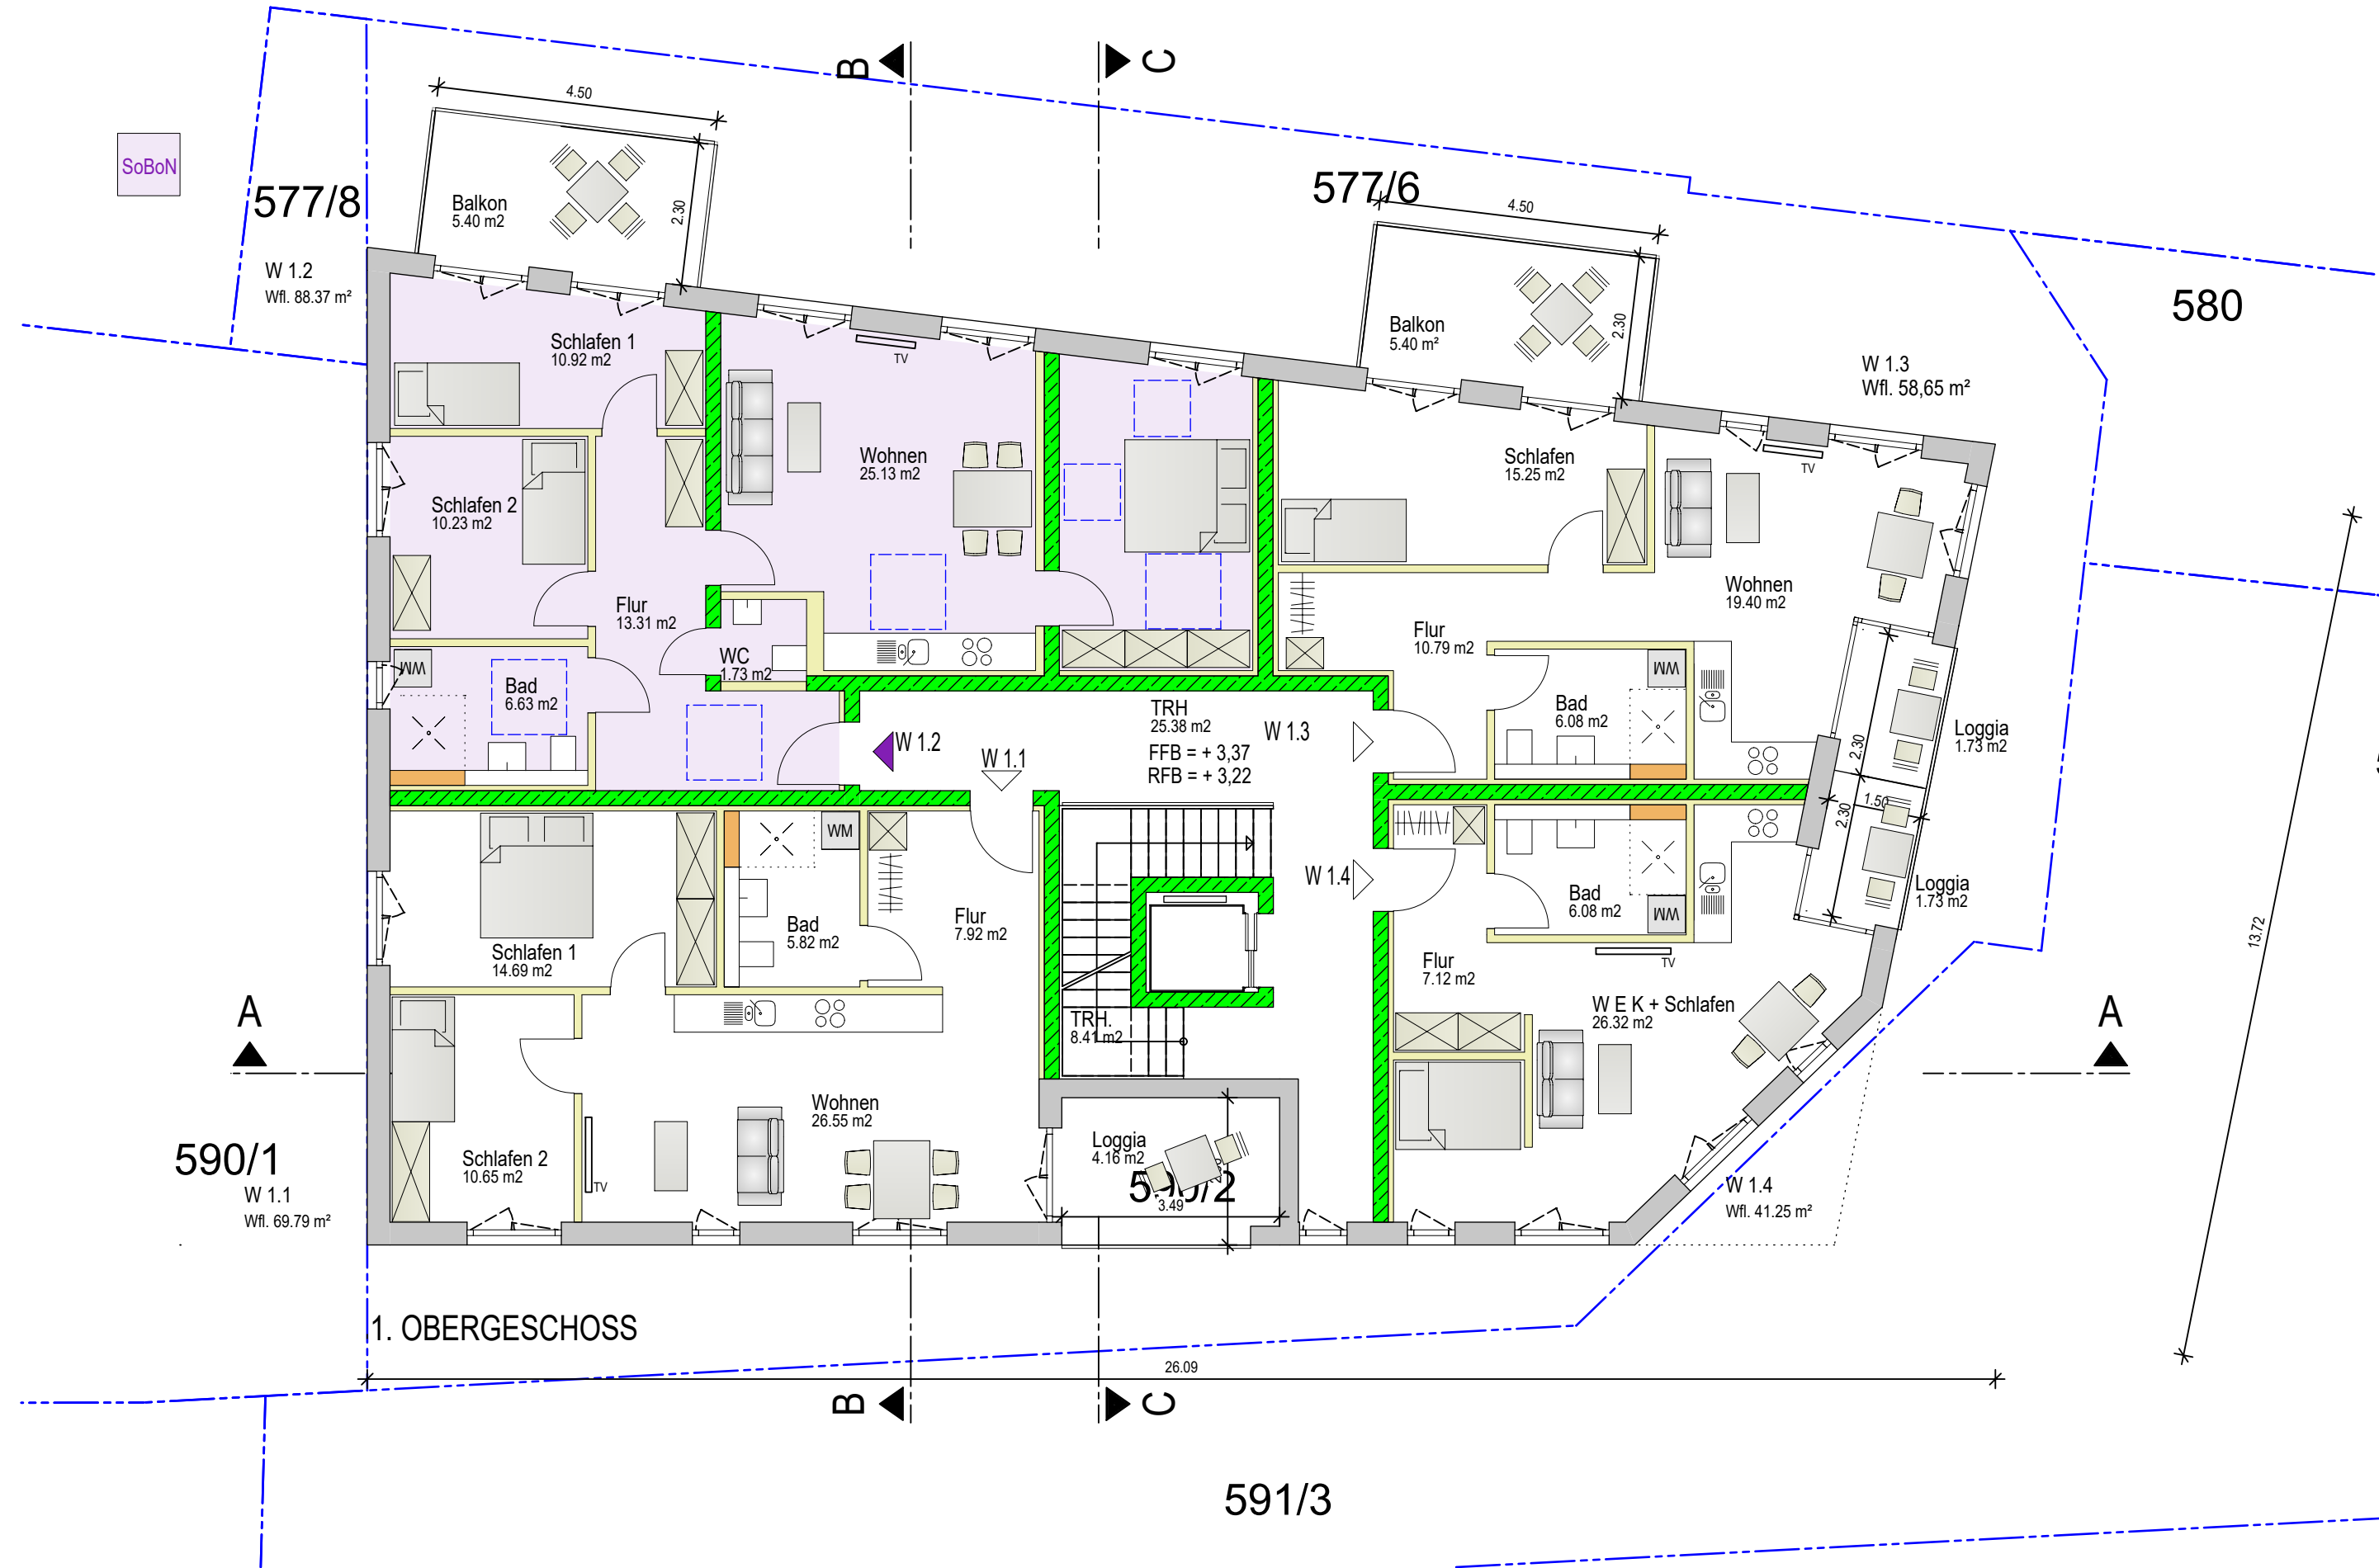 B
C
4.50
SoBoN
577/8
577/6
4.50
Balkon
5.40 m2
2.30
W 1.2
Wfl. 88.37 m²
580
Balkon
5.40 m²
2.30
Schlafen 1
10.92 m2
TV
W 1.3
Wfl. 58,65 m²
Wohnen
25.13 m2
Schlafen
15.25 m2
TV
Schlafen 2
10.23 m2
Flur
13.31 m2
Wohnen
19.40 m2
Flur
10.79 m2
WC
1.73 m2
WM
Bad
6.63 m2
WM
Bad
6.08 m2
TRH
25.38 m2
FFB = + 3,37
RFB = + 3,22
W 1.2
W 1.1
W 1.3
Loggia
1.73 m2
2.30
1.50
2.30
WM
W 1.4
Bad
6.08 m2
WM
Loggia
1.73 m2
Flur
7.92 m2
Bad
5.82 m2
Schlafen 1
14.69 m2
Flur
7.12 m2
TV
13.72
A
W E K + Schlafen
26.32 m2
A
TRH.
8.41 m2
Wohnen
26.55 m2
Loggia
4.16 m2
590/1
Schlafen 2
10.65 m2
TV
590/2
3.49
W 1.1
Wfl. 69.79 m²
W 1.4
Wfl. 41.25 m²
1. OBERGESCHOSS
26.09
B
C
591/3